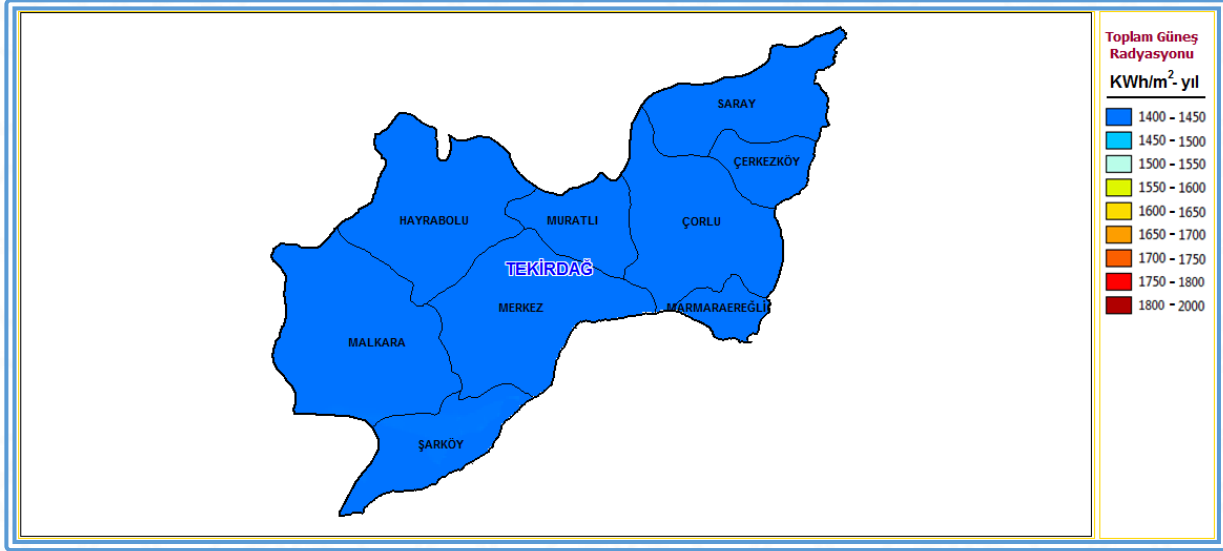 SARAY
ÇERKEZKÖY
HAYRABOLU
MURATLI
ÇORLU
TEKİRDAĞ
MERKEZ
MARMARAEREĞLİ
MALKARA
ŞARKÖY
Toplam Güneş
Radyasyonu
KWh/m²- yıl
1400 - 1450
1450 - 1500
1500 - 1550
1550 - 1600
1600 - 1650
1650 - 1700
1700 - 1750
1750 - 1800
1800 - 2000